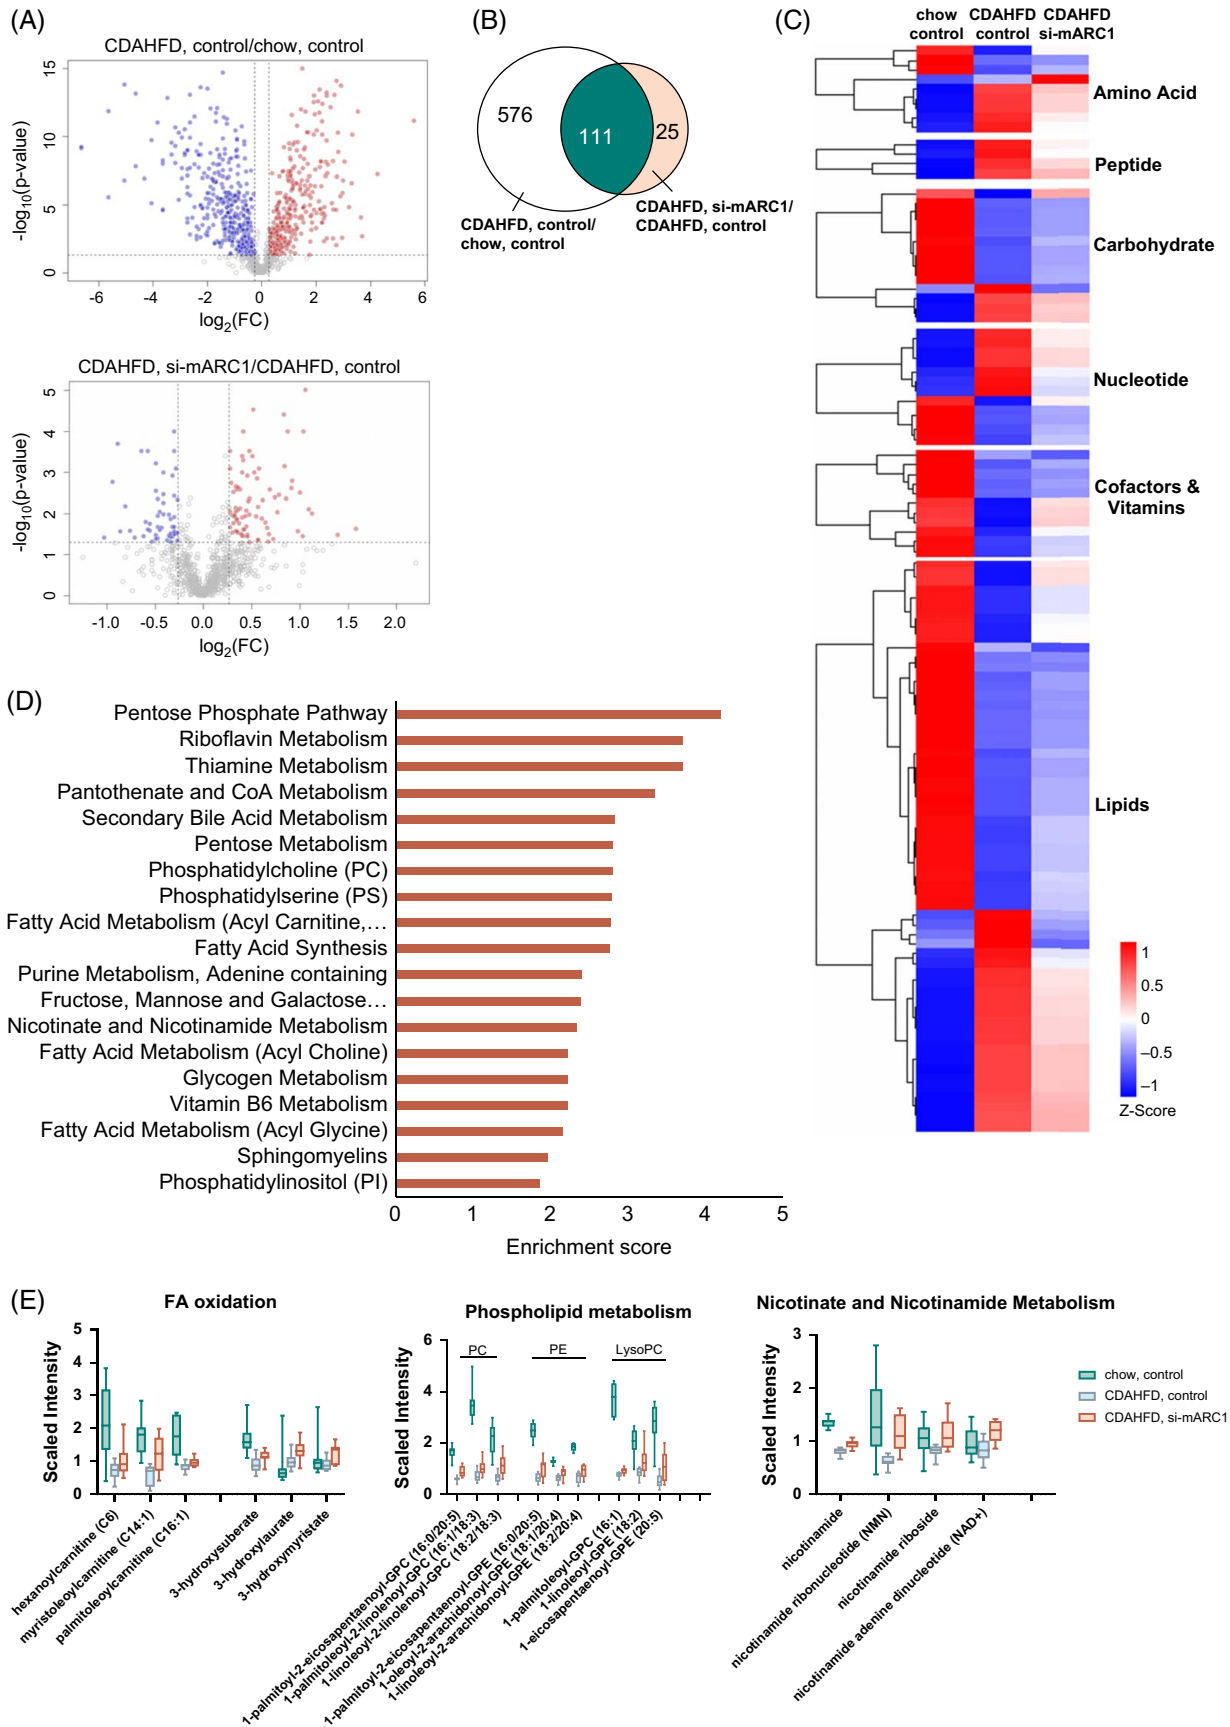 (A)
CDAHFD, control/chow, control
-log10(p-value)
15
10
5
0
-6 -4 -2 0 2 4 6
log2(FC)
CDAHFD, si-mARC1/CDAHFD, control
-log10(p-value)
5
4
3
2
1
0
-1.0 -0.5 0.0 0.5 1.0 1.5 2.0
log2(FC)
(B)
576
111
25
CDAHFD, control/
chow, control
CDAHFD, si-mARC1/
CDAHFD, control
(C)
chow CDAHFD CDAHFD
control control si-mARC1
Amino Acid
Peptide
Carbohydrate
Nucleotide
Cofactors &
Vitamins
Lipids
1
0.5
0
–0.5
–1
Z-Score
(D)
Pentose Phosphate Pathway
Riboflavin Metabolism
Thiamine Metabolism
Pantothenate and CoA Metabolism
Secondary Bile Acid Metabolism
Pentose Metabolism
Phosphatidylcholine (PC)
Phosphatidylserine (PS)
Fatty Acid Metabolism (Acyl Carnitine,…
Fatty Acid Synthesis
Purine Metabolism, Adenine containing
Fructose, Mannose and Galactose…
Nicotinate and Nicotinamide Metabolism
Fatty Acid Metabolism (Acyl Choline)
Glycogen Metabolism
Vitamin B6 Metabolism
Fatty Acid Metabolism (Acyl Glycine)
Sphingomyelins
Phosphatidylinositol (PI)
0 1 2 3 4 5
Enrichment score
(E)
FA oxidation
Scaled Intensity
5
4
3
2
1
0
hexanoylcarnitine (C6)
myristoleoylcarnitine (C14:1)
palmitoleoylcarnitine (C16:1)
3-hydroxysuberate
3-hydroxylaurate
3-hydroxymyristate
Phospholipid metabolism
Scaled Intensity
6
4
2
0
PC PE LysoPC
1-palmitoyl-2-eicosapentaenoyl-GPC (16:0/20:5)
1-palmitoleoyl-2-linolenoyl-GPC (16:1/18:3)
1-linoleoyl-2-linolenoyl-GPC (18:2/18:3)
1-palmitoyl-2-eicosapentaenoyl-GPE (16:0/20:5)
1-oleoyl-2-arachidonoyl-GPE (18:1/20:4)
1-linoleoyl-2-arachidonoyl-GPE (18:2/20:4)
1-palmitoleoyl-GPC (16:1)
1-linoleoyl-GPE (18:2)
1-eicosapentaenoyl-GPE (20:5)
Nicotinate and Nicotinamide Metabolism
Scaled Intensity
3
2
1
0
nicotinamide
nicotinamide ribonucleotide (NMN)
nicotinamide riboside
nicotinamide adenine dinucleotide (NAD+)
chow, control
CDAHFD, control
CDAHFD, si-mARC1